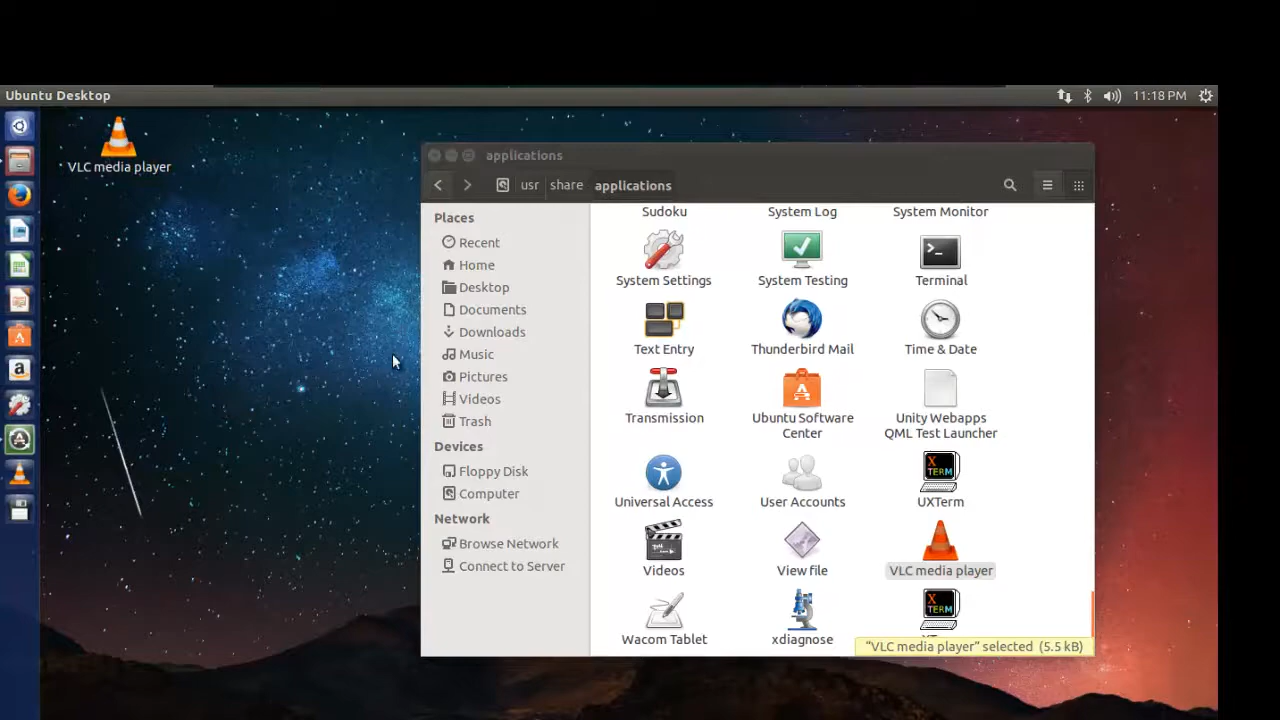 Ubuntu Desktop
11:18 PM
VLC media player
applications
usr
share
applications
Places
Recent
Home
Desktop
Documents
Downloads
Music
Pictures
Videos
Trash
Devices
Floppy Disk
Computer
Network
Browse Network
Connect to Server
Sudoku
System Log
System Monitor
System Settings
System Testing
Terminal
Text Entry
Thunderbird Mail
Time & Date
Transmission
Ubuntu Software
Center
Unity Webapps
QML Test Launcher
Universal Access
User Accounts
X
TERM
UXTerm
Videos
View file
VLC media player
Wacom Tablet
xdiagnose
X
TERM
"VLC media player" selected (5.5 kB)